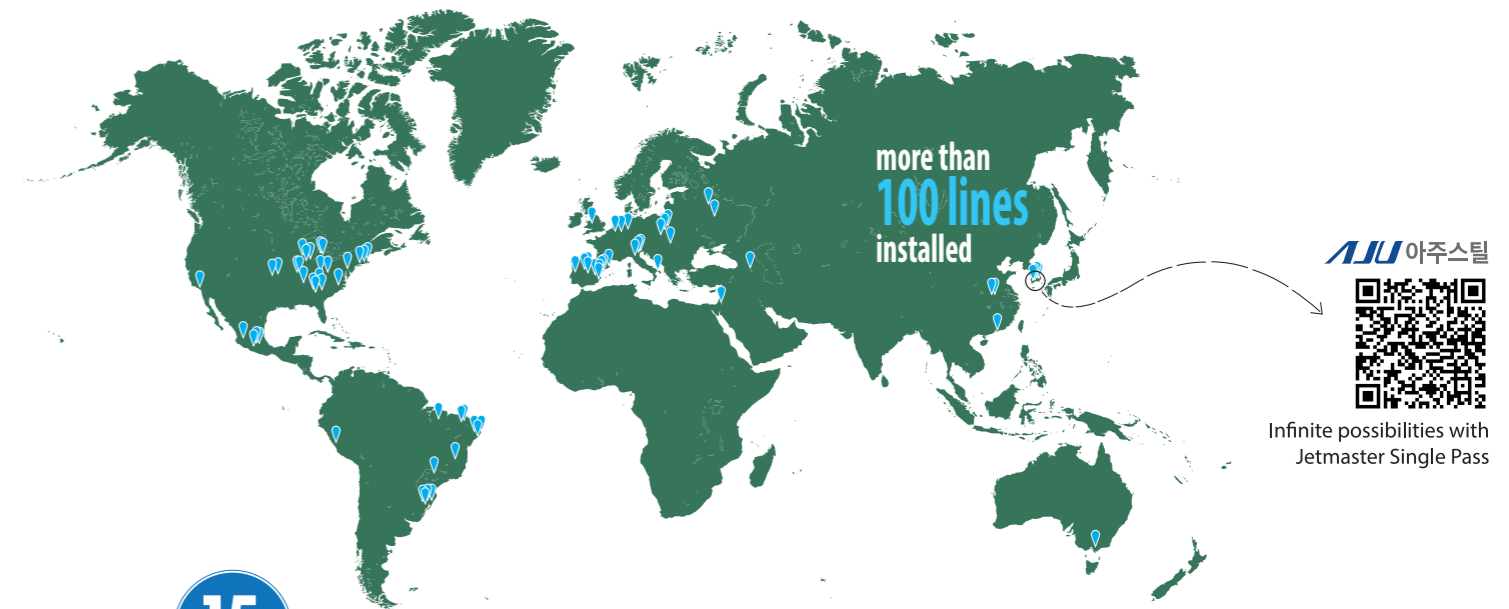 more than
100 lines
installed
AJU 아주스틸
Infinite possibilities with
Jetmaster Single Pass